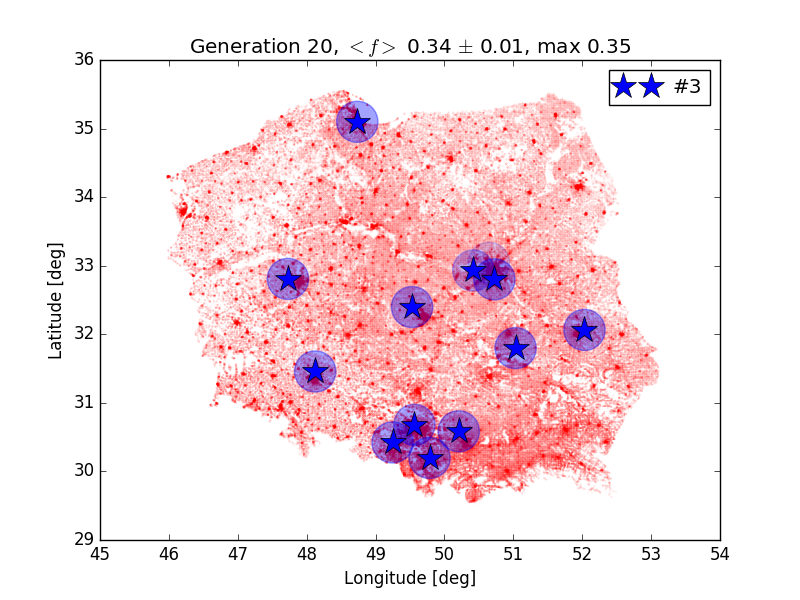 Generation 20, < f > 0.34 ± 0.01, max 0.35
#3
36
35
34
33
32
31
30
29
Latitude [deg]
45 46 47 48 49 50 51 52 53 54
Longitude [deg]